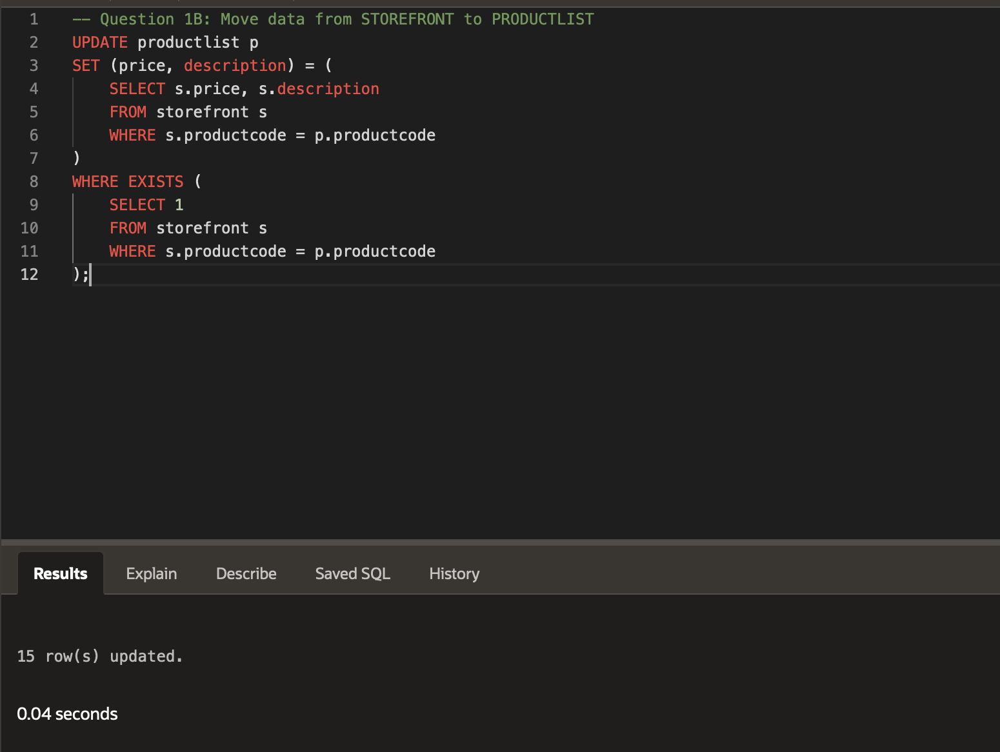 1 -- Question 1B: Move data from STOREFRONT to PRODUCTLIST
2 UPDATE productlist p
3 SET (price, description) = (
4 SELECT s.price, s.description
5 FROM storefront s
6 WHERE s.productcode = p.productcode
7 )
8 WHERE EXISTS (
9 SELECT 1
10 FROM storefront s
11 WHERE s.productcode = p.productcode
12 );
Results Explain Describe Saved SQL History
15 row(s) updated.
0.04 seconds